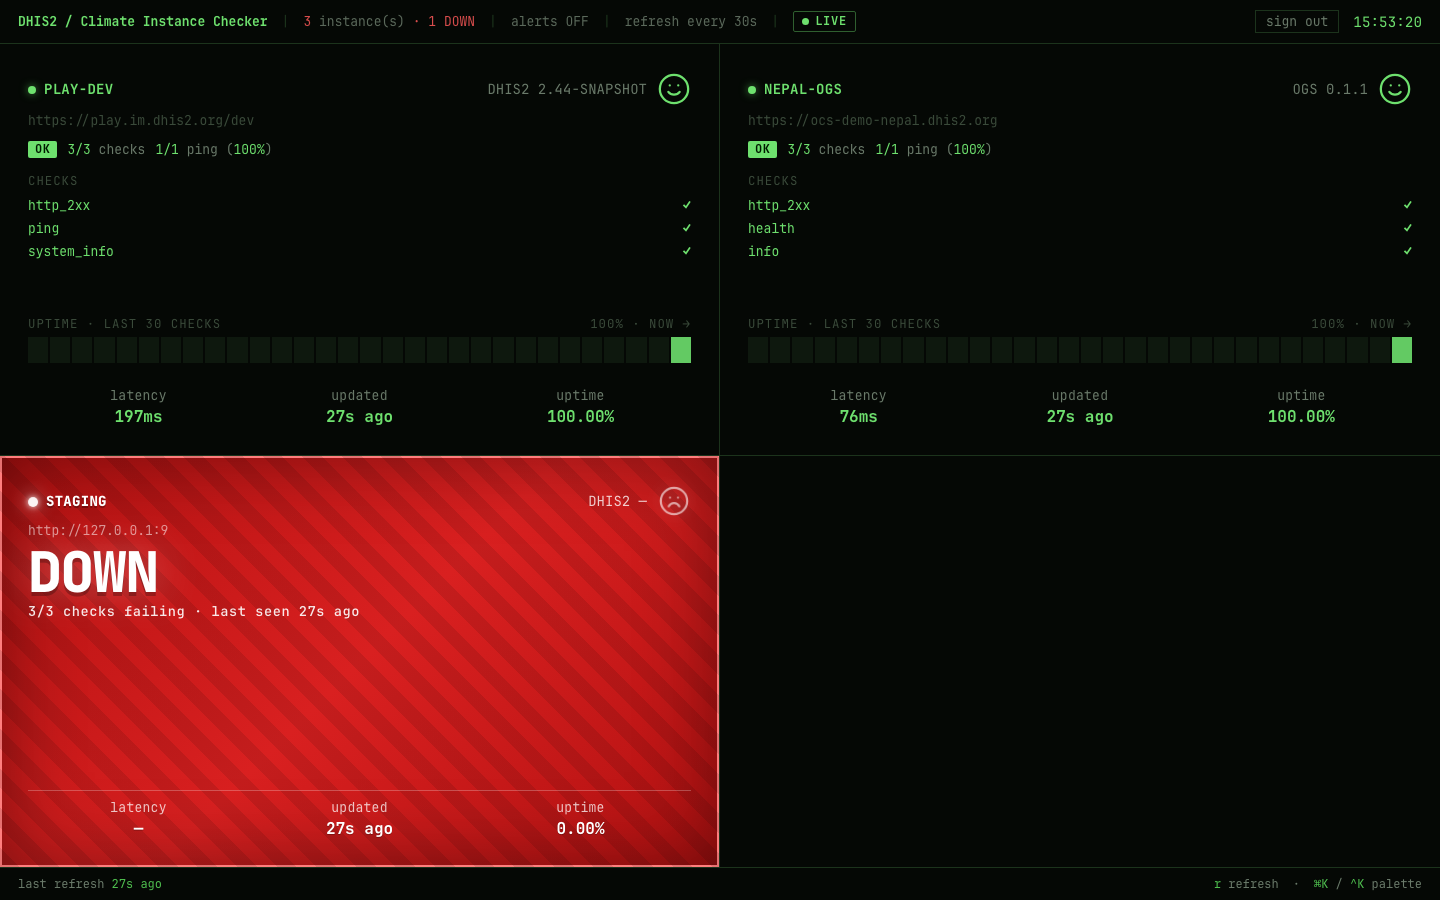 DHIS2 / Climate Instance Checker | 3 instance(s) · 1 DOWN | alerts OFF | refresh every 30s | LIVE sign out 15:53:20
PLAY-DEV DHIS2 2.44-SNAPSHOT
https://play.im.dhis2.org/dev
OK 3/3 checks 1/1 ping (100%)
CHECKS
http_2xx ✓
ping ✓
system_info ✓
UPTIME · LAST 30 CHECKS 100% · NOW →
latency updated uptime
197ms 27s ago 100.00%
NEPAL-OGS OGS 0.1.1
https://ocs-demo-nepal.dhis2.org
OK 3/3 checks 1/1 ping (100%)
CHECKS
http_2xx ✓
health ✓
info ✓
UPTIME · LAST 30 CHECKS 100% · NOW →
latency updated uptime
76ms 27s ago 100.00%
STAGING DHIS2 —
http://127.0.0.1:9
DOWN
3/3 checks failing · last seen 27s ago
latency updated uptime
— 27s ago 0.00%
last refresh 27s ago r refresh · ⌘K / ^K palette